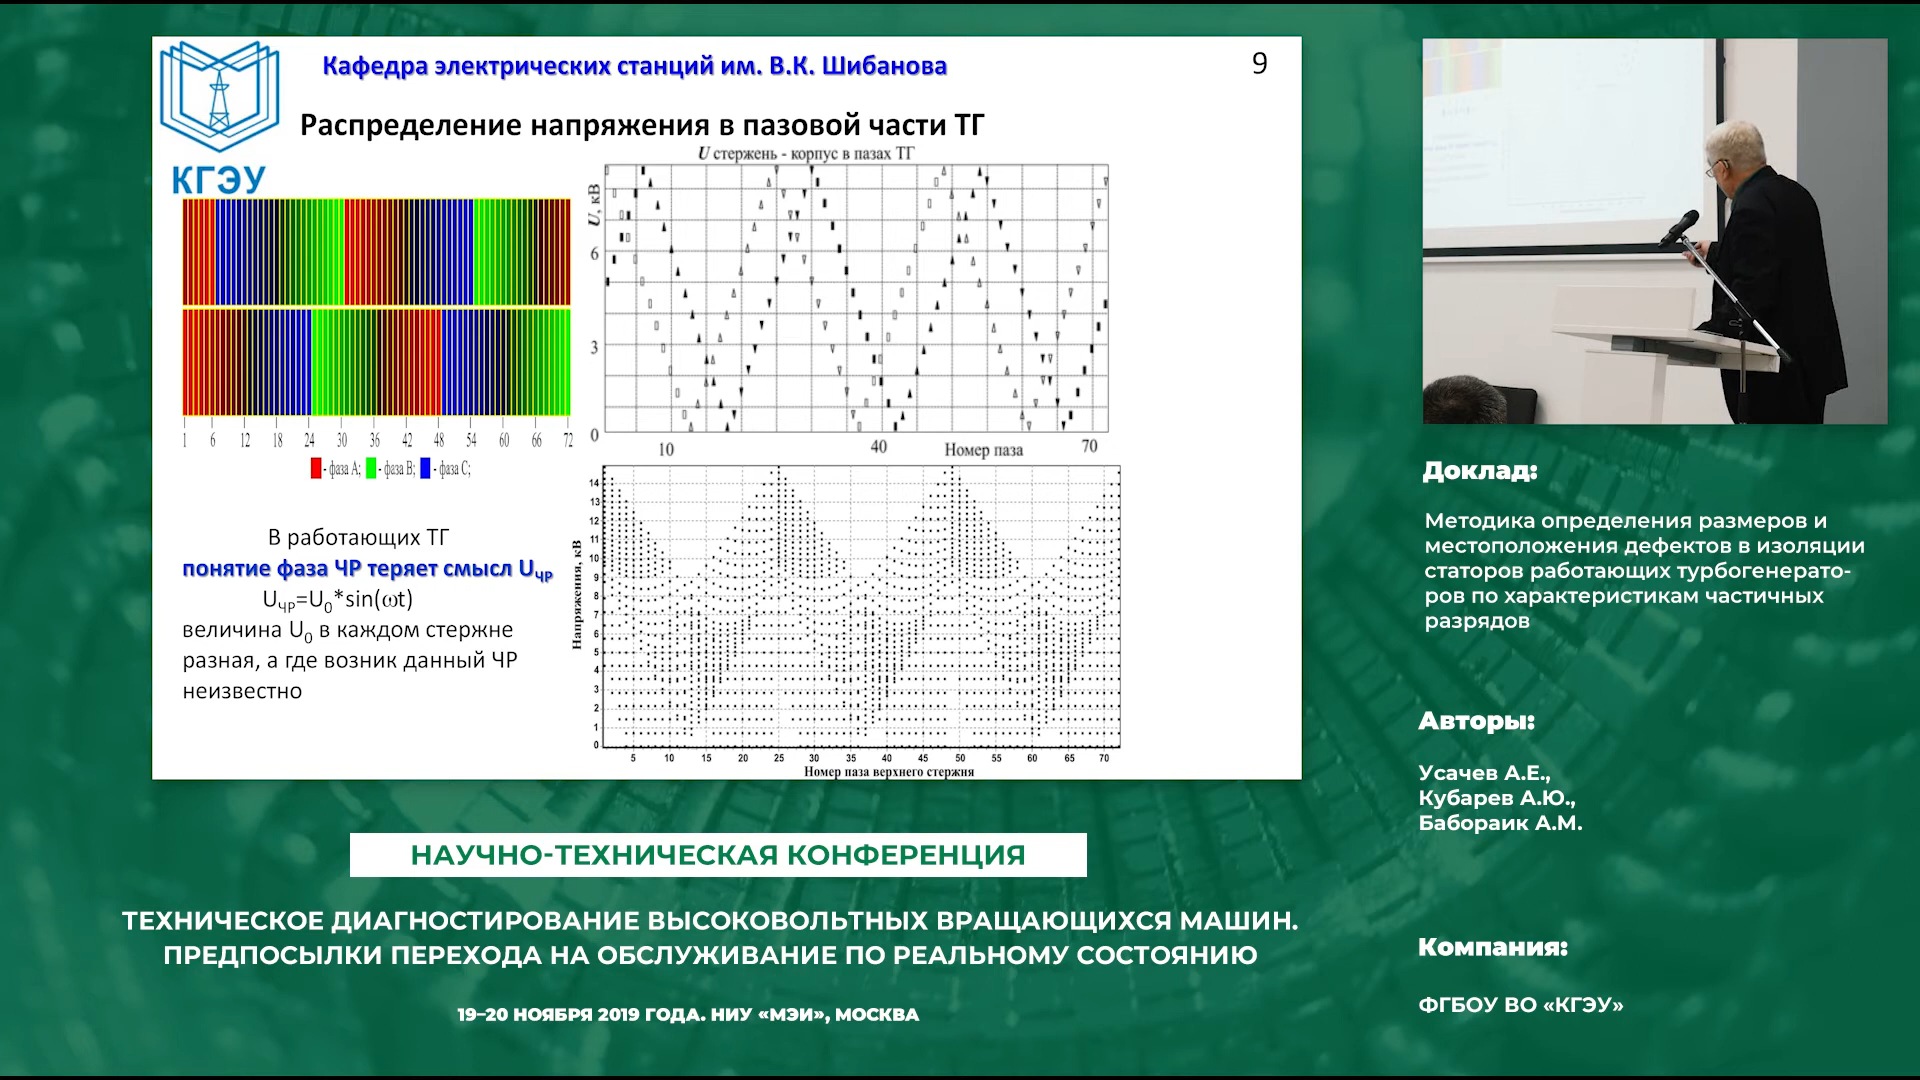 Кафедра электрических станций им. В.К. Шибанова
9
Распределение напряжения в пазовой части ТГ
КГЭУ
U стержень - корпус в пазах ТГ
U, кВ
6
3
0
10
40
Номер паза
70
1 6 12 18 24 30 36 42 48 54 60 66 72
- фаза А; - фаза В; - фаза С;
В работающих ТГ
понятие фаза ЧР теряет смысл UЧР
UЧР=U0*sin(ωt)
величина U0 в каждом стержне
разная, а где возник данный ЧР
неизвестно
Напряжения, кВ
14
13
12
11
10
9
8
7
6
5
4
3
2
1
0
5 10 15 20 25 30 35 40 45 50 55 60 65 70
Номер паза верхнего стержня
Доклад:
Методика определения размеров и
местоположения дефектов в изоляции
статоров работающих турбогенерато-
ров по характеристикам частичных
разрядов
Авторы:
Усачев А.Е.,
Кубарев А.Ю.,
Бабораик А.М.
Компания:
ФГБОУ ВО «КГЭУ»
НАУЧНО-ТЕХНИЧЕСКАЯ КОНФЕРЕНЦИЯ
ТЕХНИЧЕСКОЕ ДИАГНОСТИРОВАНИЕ ВЫСОКОВОЛЬТНЫХ ВРАЩАЮЩИХСЯ МАШИН.
ПРЕДПОСЫЛКИ ПЕРЕХОДА НА ОБСЛУЖИВАНИЕ ПО РЕАЛЬНОМУ СОСТОЯНИЮ
19–20 НОЯБРЯ 2019 ГОДА. НИУ «МЭИ», МОСКВА